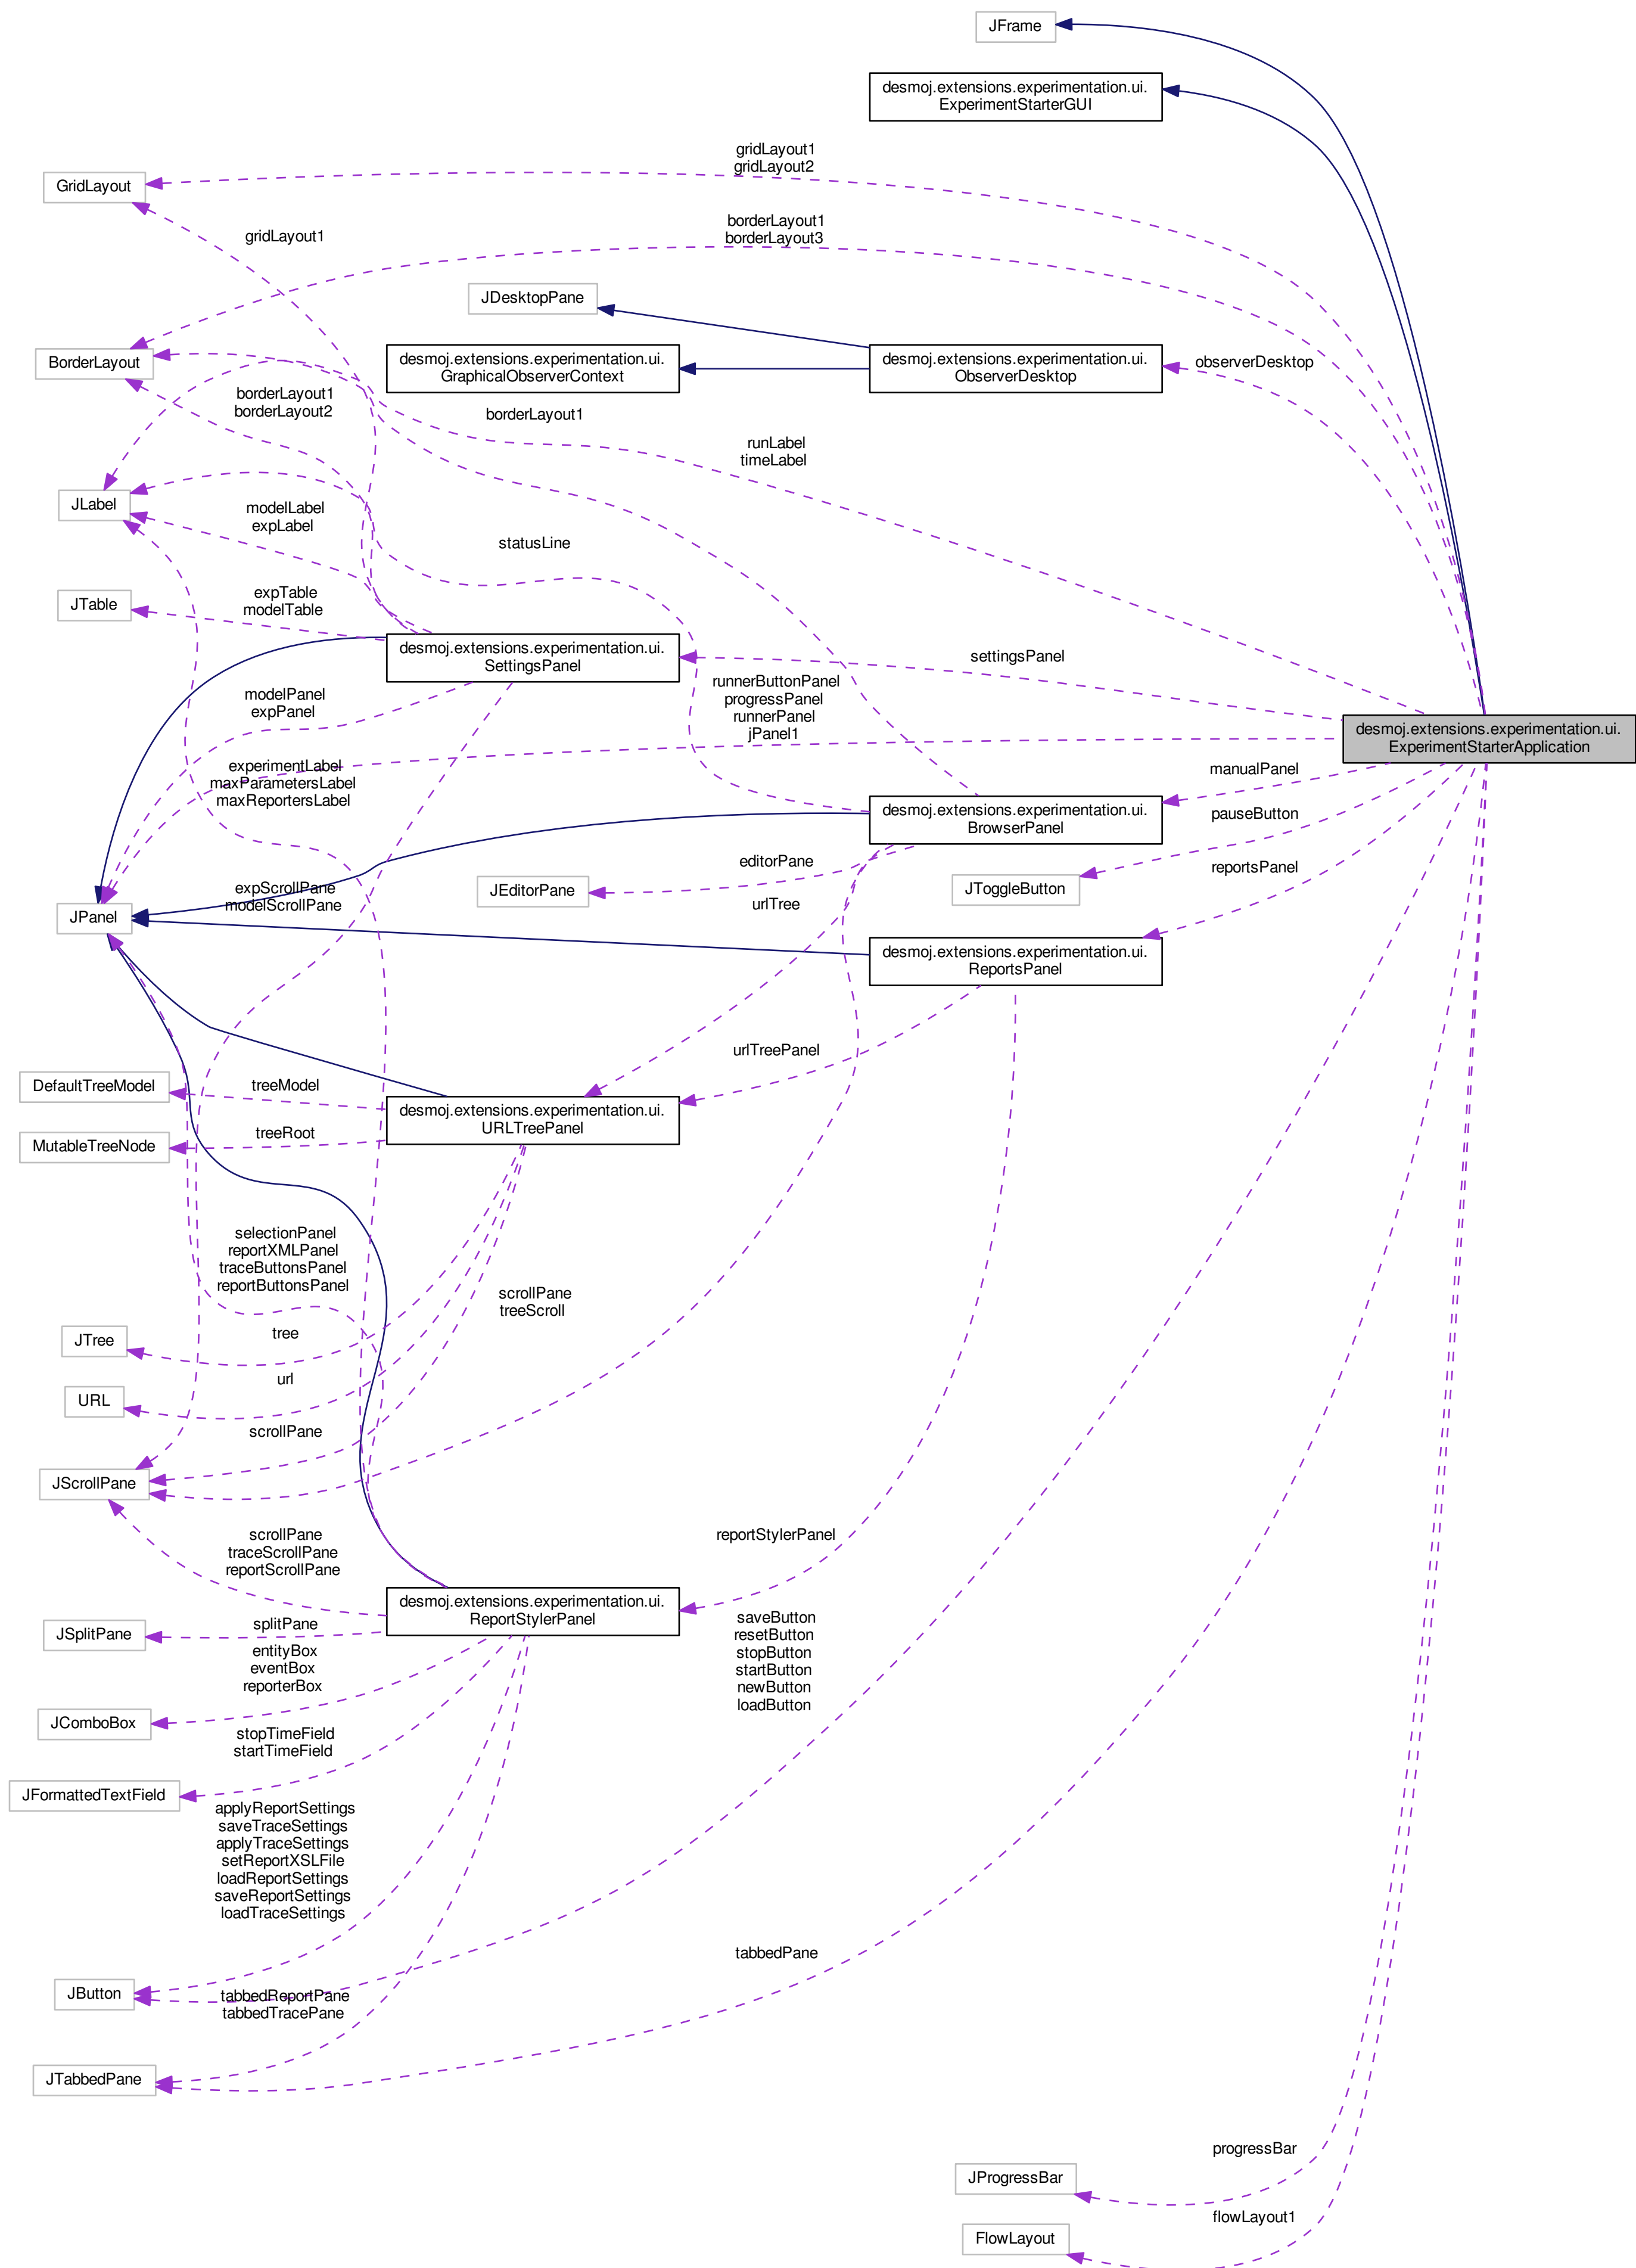 JFrame
desmoj.extensions.experimentation.ui.
ExperimentStarterGUI
gridLayout1
gridLayout2
GridLayout
borderLayout1
borderLayout3
gridLayout1
JDesktopPane
BorderLayout
desmoj.extensions.experimentation.ui.
GraphicalObserverContext
desmoj.extensions.experimentation.ui.
ObserverDesktop
observerDesktop
borderLayout1
borderLayout2
borderLayout1
runLabel
timeLabel
JLabel
modelLabel
expLabel
statusLine
JTable
expTable
modelTable
desmoj.extensions.experimentation.ui.
SettingsPanel
settingsPanel
modelPanel
expPanel
runnerButtonPanel
progressPanel
runnerPanel
jPanel1
desmoj.extensions.experimentation.ui.
ExperimentStarterApplication
experimentLabel
maxParametersLabel
maxReportersLabel
manualPanel
desmoj.extensions.experimentation.ui.
BrowserPanel
pauseButton
editorPane
JEditorPane
JToggleButton
reportsPanel
expScrollPane
modelScrollPane
urlTree
JPanel
desmoj.extensions.experimentation.ui.
ReportsPanel
urlTreePanel
DefaultTreeModel
treeModel
desmoj.extensions.experimentation.ui.
URLTreePanel
MutableTreeNode
treeRoot
selectionPanel
reportXMLPanel
traceButtonsPanel
reportButtonsPanel
scrollPane
treeScroll
JTree
tree
URL
url
scrollPane
JScrollPane
scrollPane
traceScrollPane
reportScrollPane
reportStylerPanel
desmoj.extensions.experimentation.ui.
ReportStylerPanel
JSplitPane
splitPane
entityBox
eventBox
reporterBox
saveButton
resetButton
stopButton
startButton
newButton
loadButton
JComboBox
stopTimeField
startTimeField
JFormattedTextField
applyReportSettings
saveTraceSettings
applyTraceSettings
setReportXSLFile
loadReportSettings
saveReportSettings
loadTraceSettings
tabbedPane
JButton
tabbedReportPane
tabbedTracePane
JTabbedPane
progressBar
JProgressBar
flowLayout1
FlowLayout